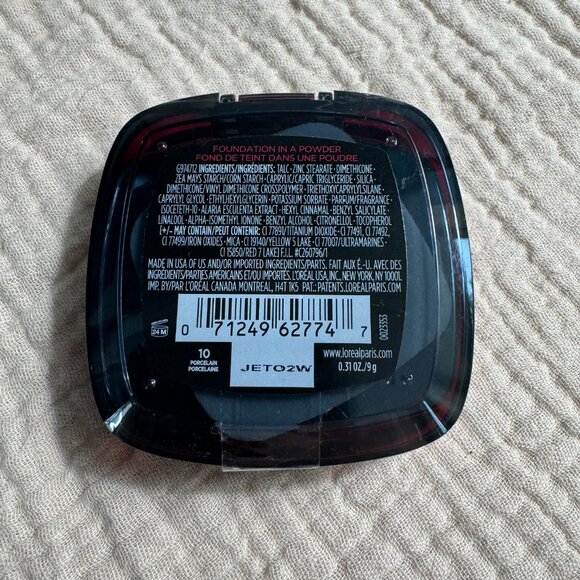 FOUNDATION IN A POWDER
FOND DE TEINT DANS UNE POUDRE
G974712 INGREDIENTS/INGRÉDIENTS: TALC • ZINC STEARATE • DIMETHICONE •
ZEA MAYS STARCH/CORN STARCH • CAPRYLIC/CAPRIC TRIGLYCERIDE • SILICA •
DIMETHICONE/VINYL DIMETHICONE CROSSPOLYMER • TRIETHOXYCAPRYLYLSILANE •
CAPRYLYL GLYCOL • ETHYLHEXYLGLYCERIN • POTASSIUM SORBATE • PARFUM/FRAGRANCE •
ISOCETETH-10 • ALARIA ESCULENTA EXTRACT • HEXYL CINNAMAL • BENZYL SALICYLATE •
LINALOOL • ALPHA-ISOMETHYL IONONE • BENZYL ALCOHOL • CITRONELLOL • TOCOPHEROL
[+/- MAY CONTAIN/PEUT CONTENIR: CI 77891/TITANIUM DIOXIDE • CI 77491, CI 77492,
CI 77499/IRON OXIDES • MICA • CI 19140/YELLOW 5 LAKE • CI 77007/ULTRAMARINES •
CI 15850/RED 7 LAKE] F.I.L. #C260796/1
MADE IN USA OF US AND/OR IMPORTED INGREDIENTS/PARTS. FAIT AUX É.-U. AVEC DES
INGRÉDIENTS/PARTIES AMÉRICAINS ET/OU IMPORTÉS. L'ORÉAL USA, INC., NEW YORK, NY 10001.
IMP. BY/PAR L'ORÉAL CANADA MONTREAL, H4T 1K5 PAT.: PATENTS.LOREALPARIS.COM
24 M
0 71249 62774 7
0023353
10
PORCELAIN
PORCELAINE
JETO2W
www.lorealparis.com
0.31 OZ./9 g